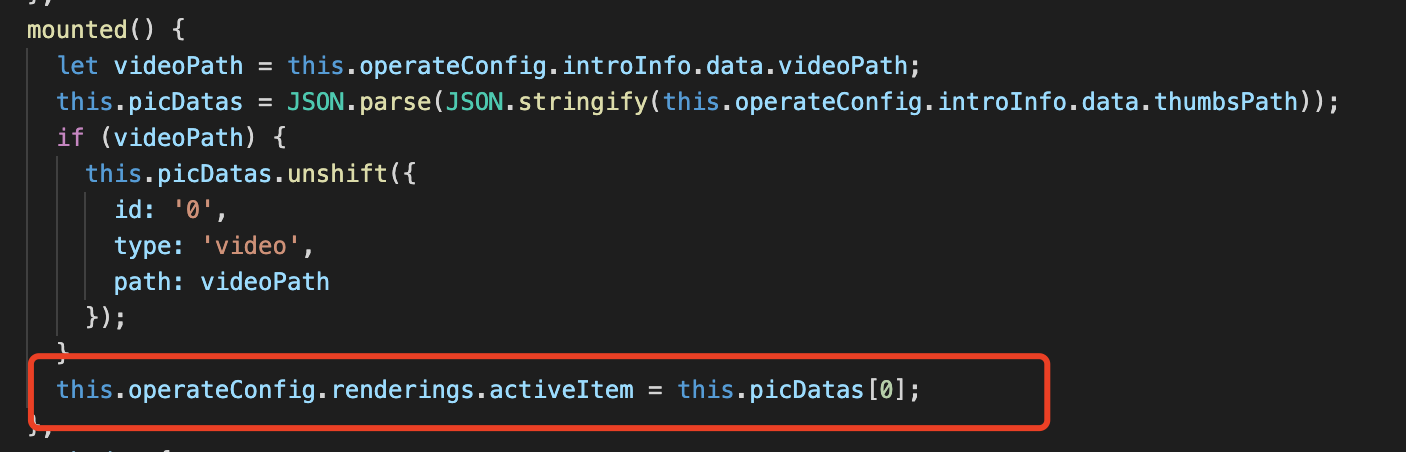 mounted() {
let videoPath = this.operateConfig.introInfo.data.videoPath;
this.picDatas = JSON.parse(JSON.stringify(this.operateConfig.introInfo.data.thumbsPath));
if (videoPath) {
this.picDatas.unshift({
id: '0',
type: 'video',
path: videoPath
});
}
this.operateConfig.renderings.activeItem = this.picDatas[0];
},